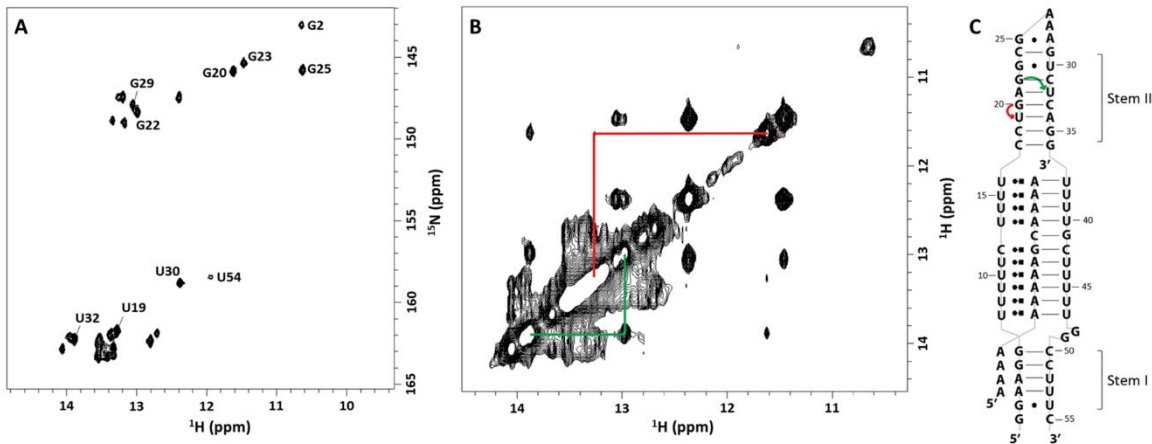 A
G2
G23
G20
G25
G29
G22
U30
U54
U19
U32
145
150
155
160
165
¹⁵N (ppm)
14 13 12 11 10
¹H (ppm)
B
11
12
13
14
¹H (ppm)
14 13 12 11
¹H (ppm)
C
A
A
25 G • A
C G
G • U 30
G C
A U
20 G C
U A
C G 35
C G
3′
Stem II
U A U
15 U A U
U A U
U A U 40
C G
C G C
U A U
10 U A U
U A U 45
U A U
U A U
G
A G C 50
A G C
A A U
A A U
5′ G • U
G C 55
5′ 3′
Stem I